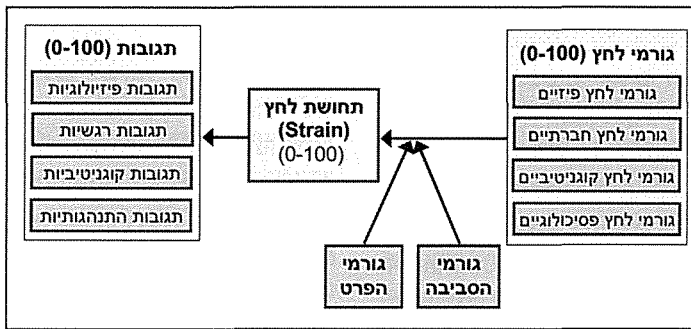 גורמי לחץ (0-100)
גורמי לחץ פיזיים
גורמי לחץ חברתיים
גורמי לחץ קוגניטיביים
גורמי לחץ פסיכולוגיים
תחושת לחץ
(Strain)
(0-100)
תגובות (0-100)
תגובות פיזיולוגיות
תגובות רגשיות
תגובות קוגניטיביות
תגובות התנהגותיות
גורמי
הסביבה
גורמי
הפרט